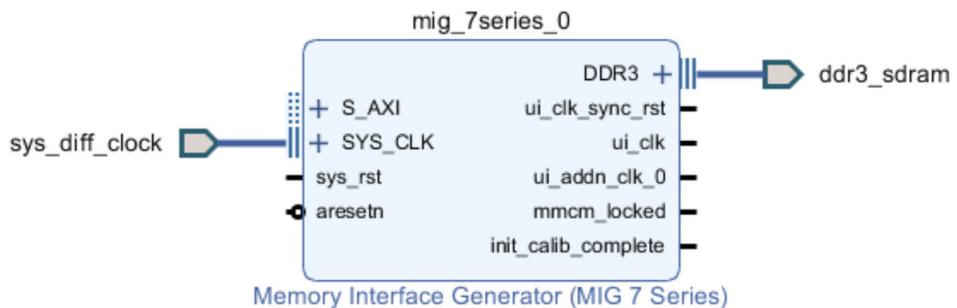 mig_7series_0
DDR3
ddr3_sdram
S_AXI
ui_clk_sync_rst
sys_diff_clock
SYS_CLK
ui_clk
sys_rst
ui_addn_clk_0
aresetn
mmcm_locked
init_calib_complete
Memory Interface Generator (MIG 7 Series)